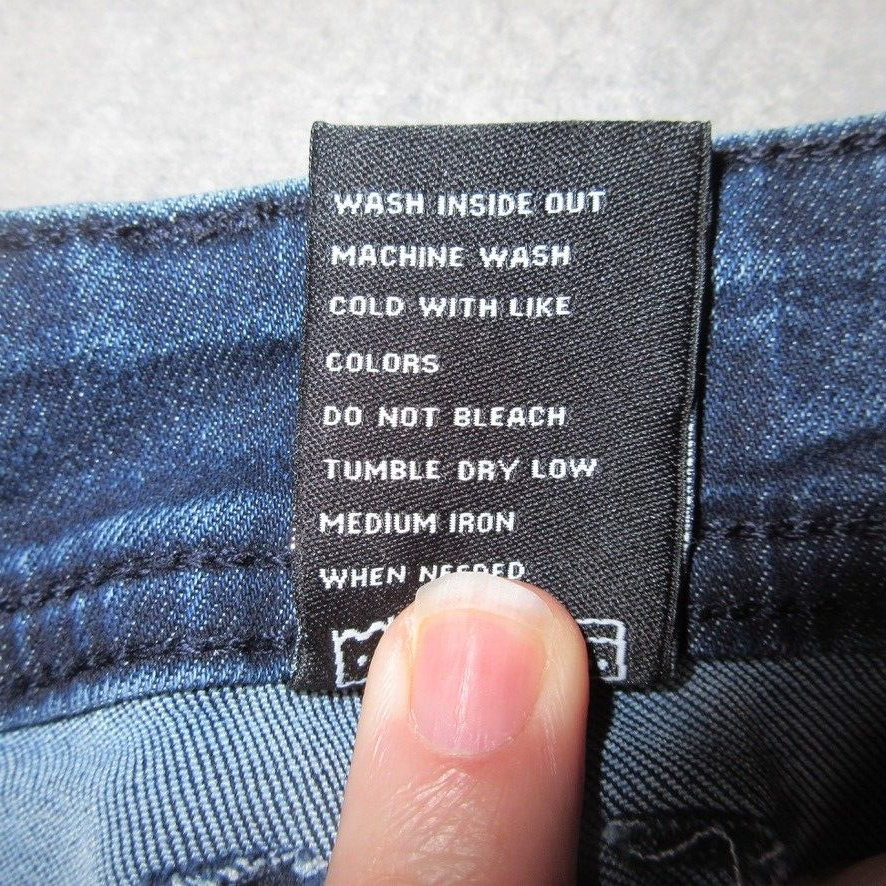 WASH INSIDE OUT
MACHINE WASH
COLD WITH LIKE
COLORS
DO NOT BLEACH
TUMBLE DRY LOW
MEDIUM IRON
WHEN NEEDED